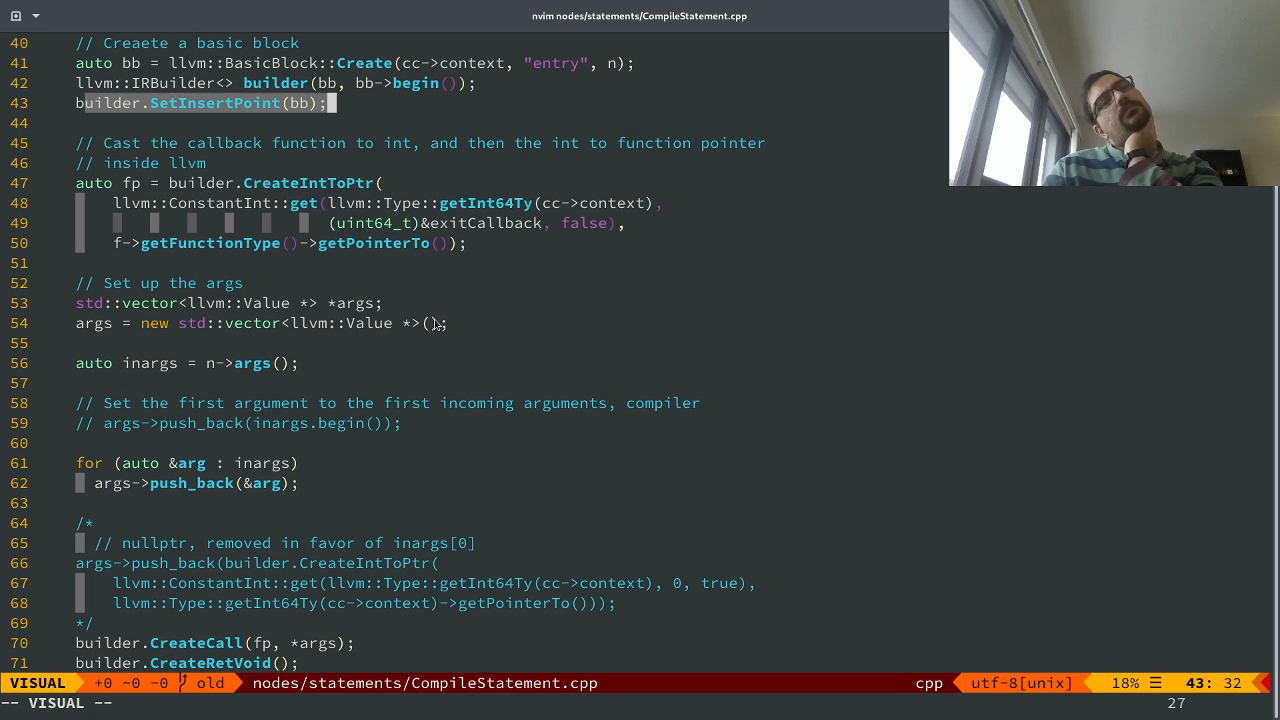 nvim nodes/statements/CompileStatement.cpp
40 // Creaete a basic block
41 auto bb = llvm::BasicBlock::Create(cc->context, "entry", n);
42 llvm::IRBuilder<> builder(bb, bb->begin());
43 builder.SetInsertPoint(bb);
44
45 // Cast the callback function to int, and then the int to function pointer
46 // inside llvm
47 auto fp = builder.CreateIntToPtr(
48 llvm::ConstantInt::get(llvm::Type::getInt64Ty(cc->context),
49 (uint64_t)&exitCallback, false),
50 f->getFunctionType()->getPointerTo());
51
52 // Set up the args
53 std::vector<llvm::Value *> *args;
54 args = new std::vector<llvm::Value *>();
55
56 auto inargs = n->args();
57
58 // Set the first argument to the first incoming arguments, compiler
59 // args->push_back(inargs.begin());
60
61 for (auto &arg : inargs)
62 args->push_back(&arg);
63
64 /*
65 // nullptr, removed in favor of inargs[0]
66 args->push_back(builder.CreateIntToPtr(
67 llvm::ConstantInt::get(llvm::Type::getInt64Ty(cc->context), 0, true),
68 llvm::Type::getInt64Ty(cc->context)->getPointerTo()));
69 */
70 builder.CreateCall(fp, *args);
71 builder.CreateRetVoid();
VISUAL +0 ~0 -0 old nodes/statements/CompileStatement.cpp cpp utf-8[unix] 18% ☰ 43: 32
-- VISUAL -- 27